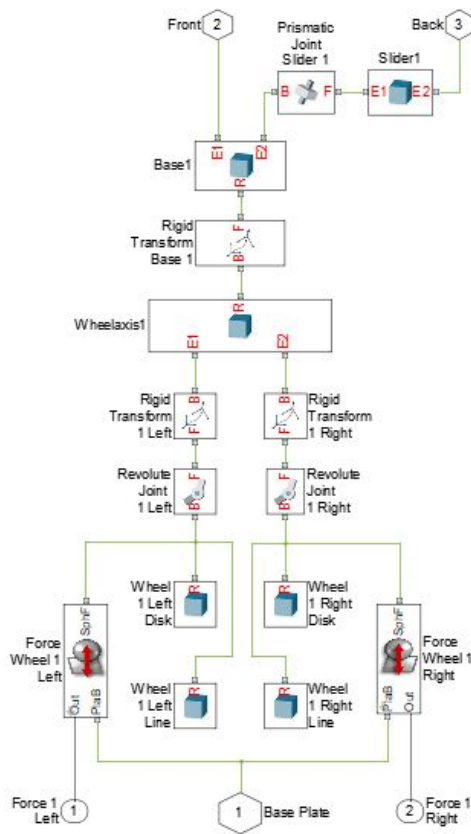 Front
2
Prismatic
Joint
Slider 1
Back
3
Slider1
B
F
E1
E2
E1
E2
Base1
R
Rigid
Transform
Base 1
F
B
Wheelaxis1
R
E1
E2
Rigid
Transform
1 Left
B
F
B
F
Rigid
Transform
1 Right
Revolute
Joint
1 Left
F
B
F
B
Revolute
Joint
1 Right
Wheel
1 Left
Disk
R
R
Wheel
1 Right
Disk
Force
Wheel 1
Left
SphF
Out
PlaB
SphF
PlaB
Out
Force
Wheel 1
Right
Wheel
1 Left
Line
R
R
Wheel
1 Right
Line
Force 1
Left
1
1
Base Plate
2
Force 1
Right